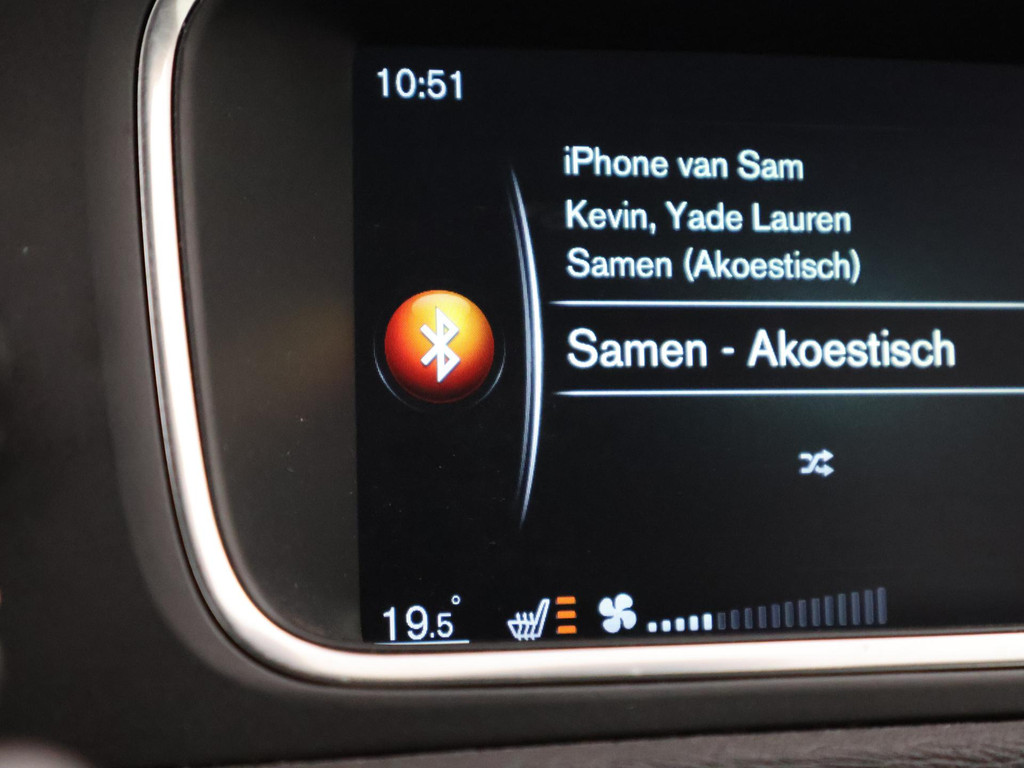 10:51
iPhone van Sam
Kevin, Yade Lauren
Samen (Akoestisch)
Samen - Akoestisch
19.5°